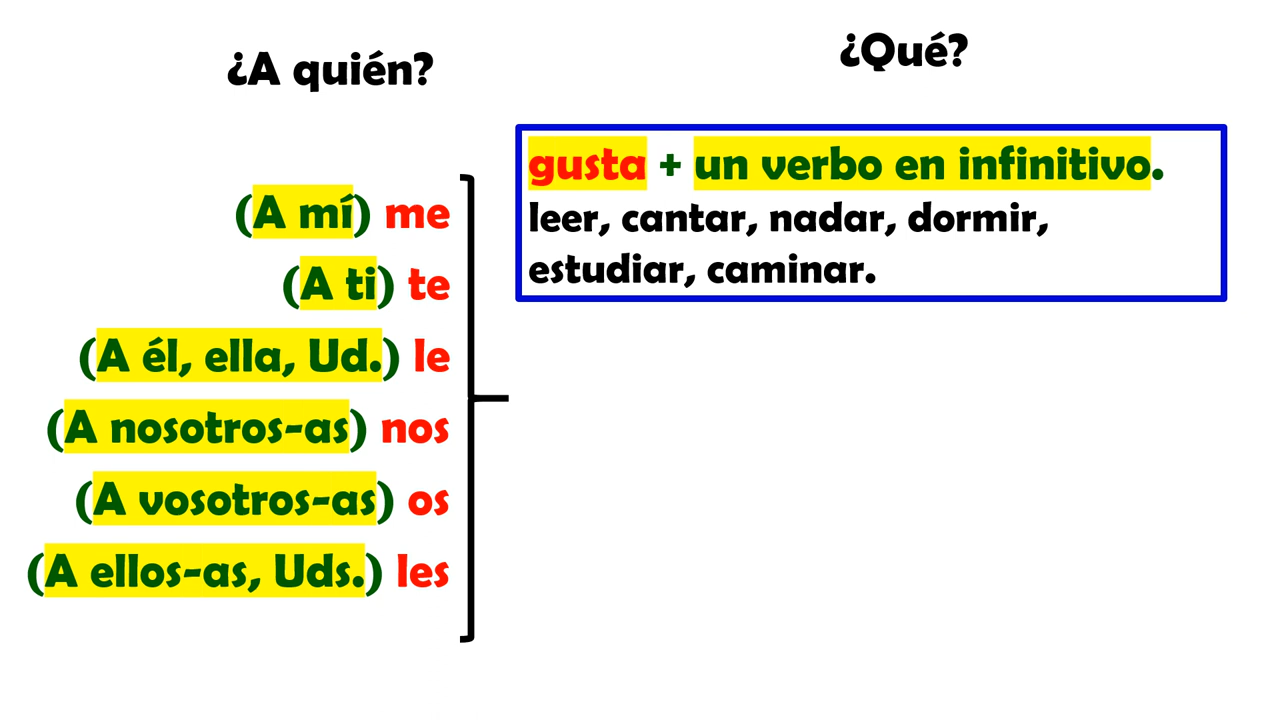 ¿A quién?
¿Qué?
(A mí) me
(A ti) te
(A él, ella, Ud.) le
(A nosotros-as) nos
(A vosotros-as) os
(A ellos-as, Uds.) les
gusta + un verbo en infinitivo.
leer, cantar, nadar, dormir,
estudiar, caminar.